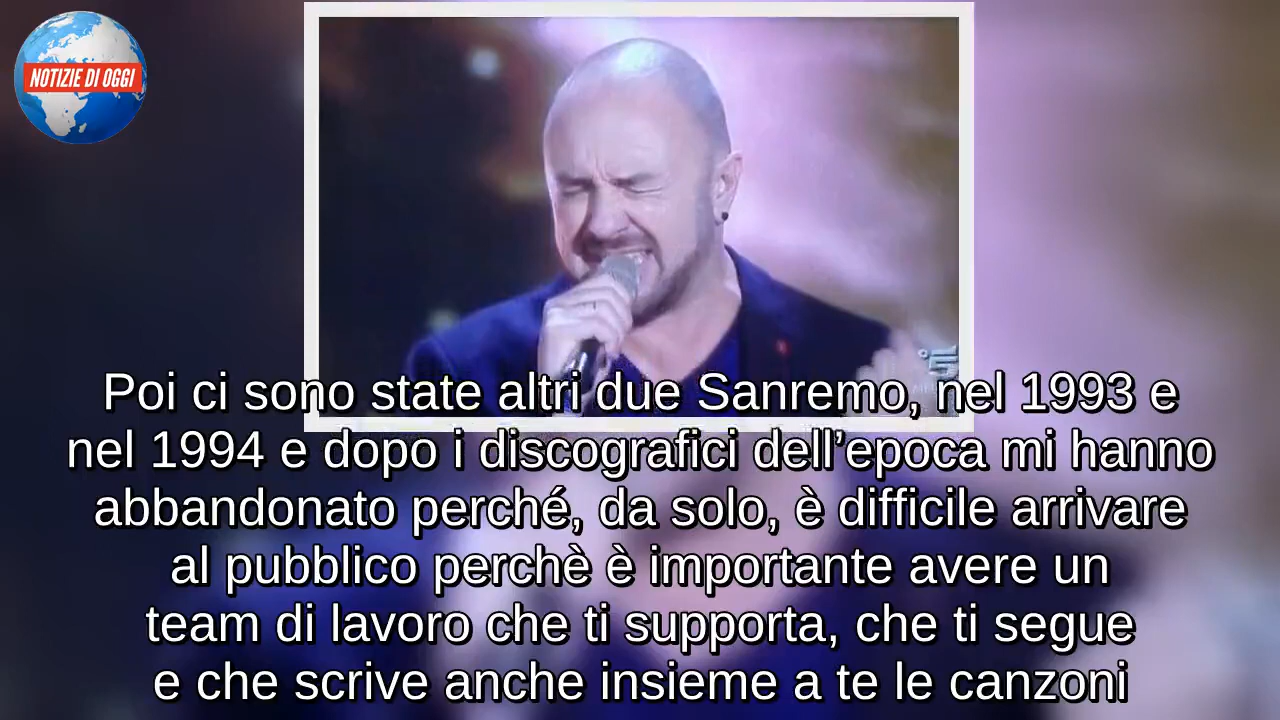 NOTIZIE DI OGGI
Poi ci sono state altri due Sanremo, nel 1993 e
nel 1994 e dopo i discografici dell’epoca mi hanno
abbandonato perché, da solo, è difficile arrivare
al pubblico perchè è importante avere un
team di lavoro che ti supporta, che ti segue
e che scrive anche insieme a te le canzoni